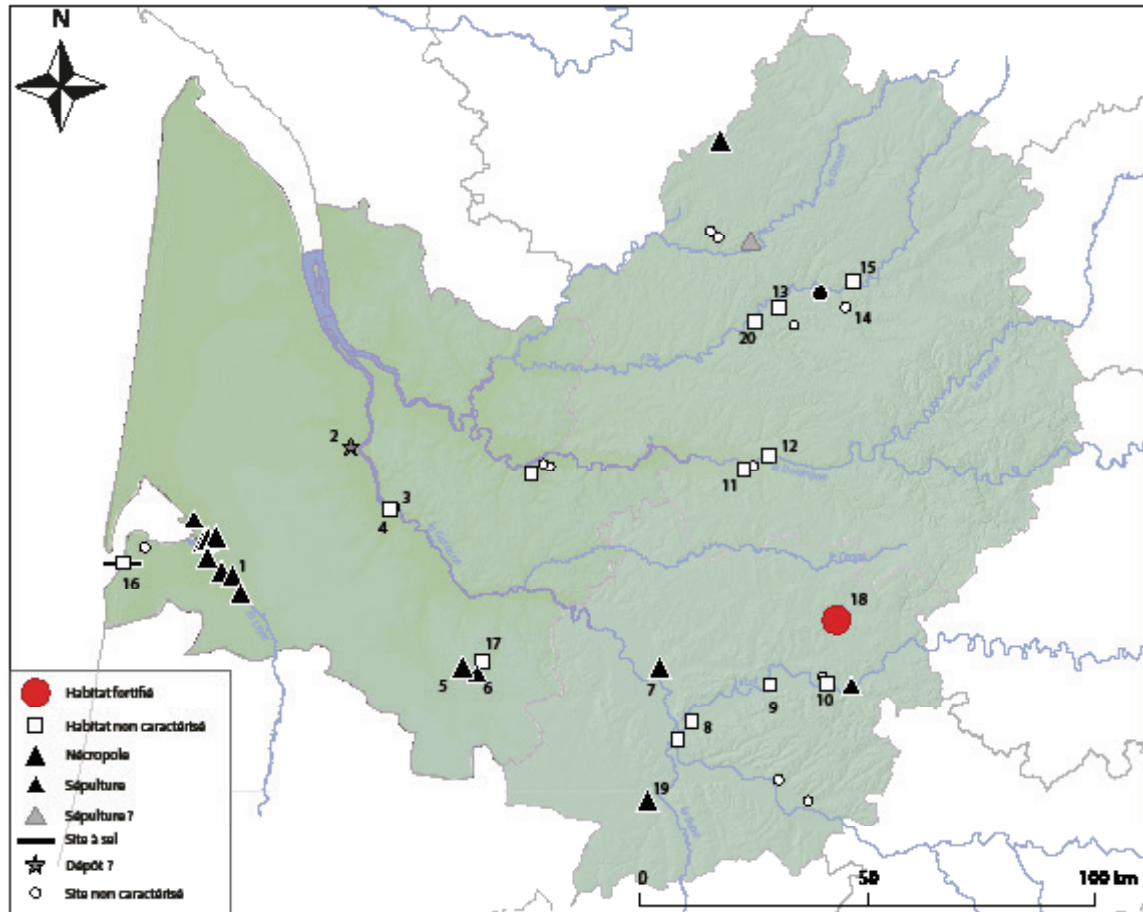 N
15
13
14
20
2
12
11
3
4
1
16
18
17
5
6
7
9
10
8
19
Habitat fortifié
Habitat non caractérisé
Nécropole
Sépulture
Sépulture ?
Site à sel
Dépôt ?
Site non caractérisé
0
50
100 km